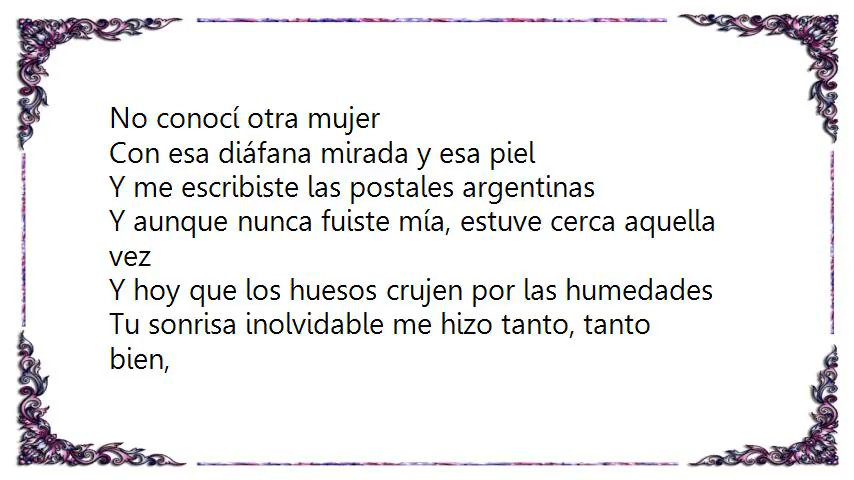 No conocí otra mujer
Con esa diáfana mirada y esa piel
Y me escribiste las postales argentinas
Y aunque nunca fuiste mía, estuve cerca aquella
vez
Y hoy que los huesos crujen por las humedades
Tu sonrisa inolvidable me hizo tanto, tanto
bien,